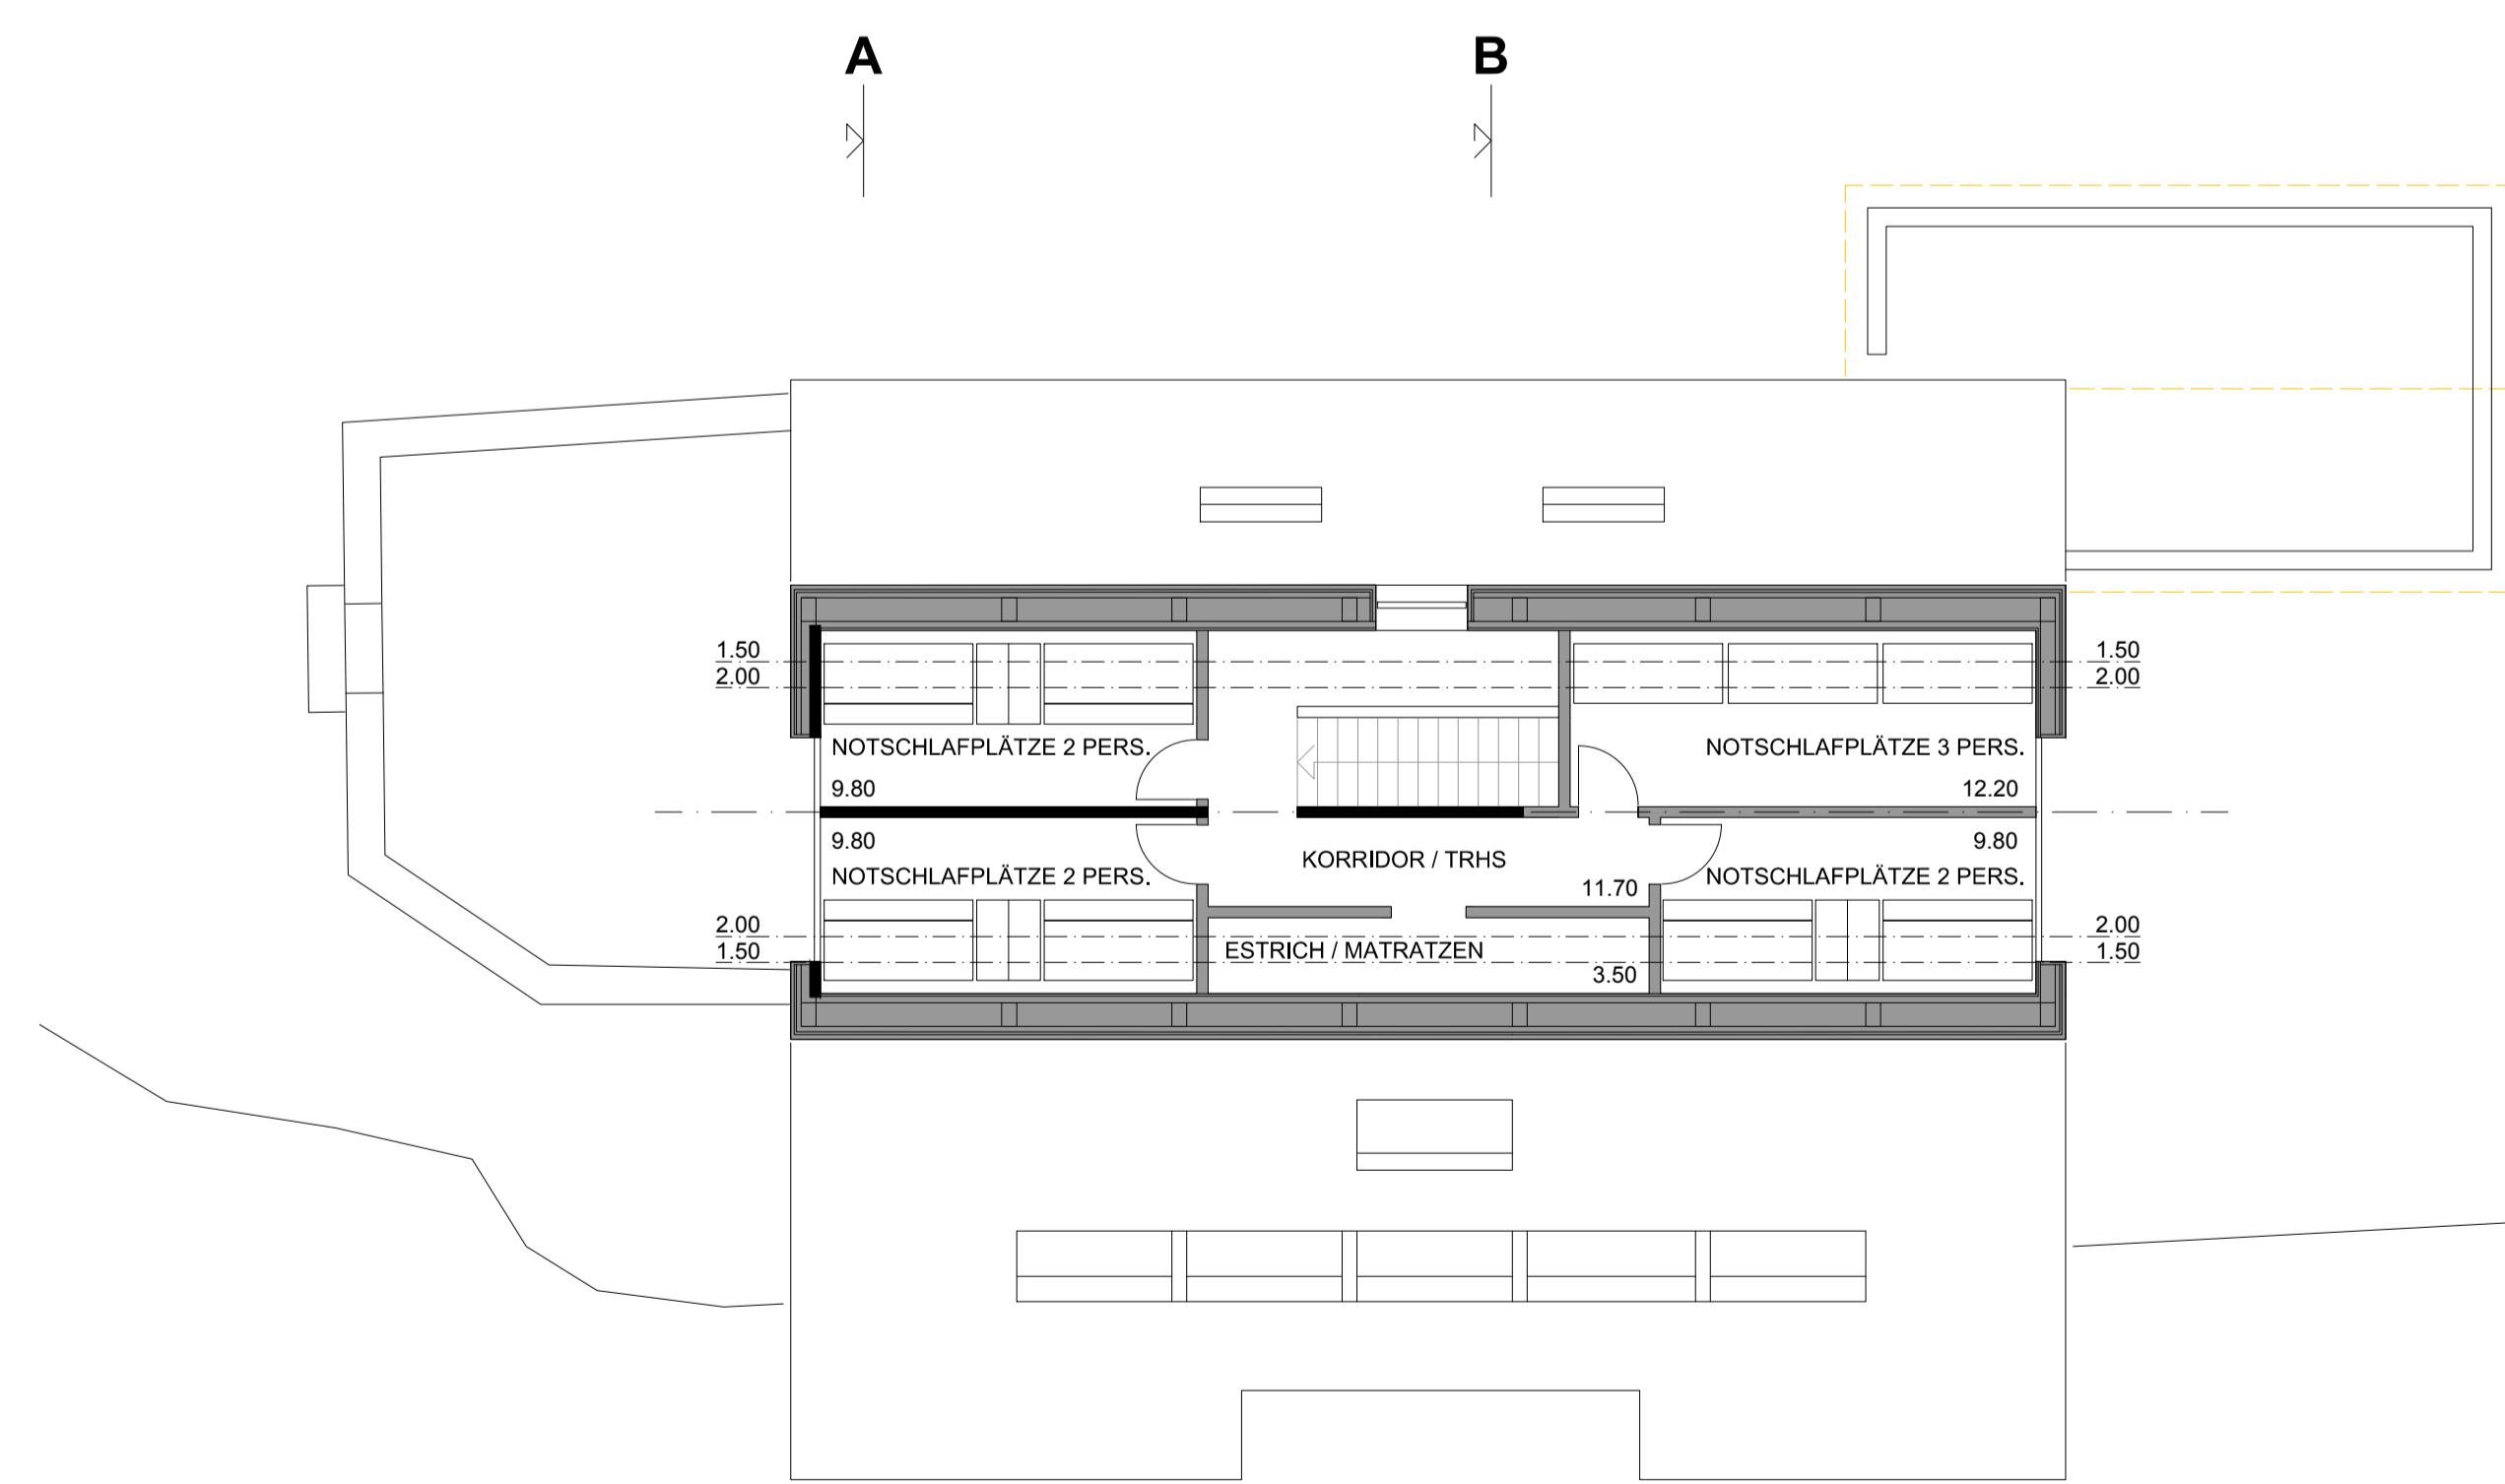 A
B
1.50
1.50
2.00
2.00
NOTSCHLAFPLÄTZE 2 PERS.
NOTSCHLAFPLÄTZE 3 PERS.
9.80
12.20
9.80
9.80
KORRIDOR / TRHS
NOTSCHLAFPLÄTZE 2 PERS.
NOTSCHLAFPLÄTZE 2 PERS.
11.70
2.00
2.00
ESTRICH / MATRATZEN
1.50
1.50
3.50